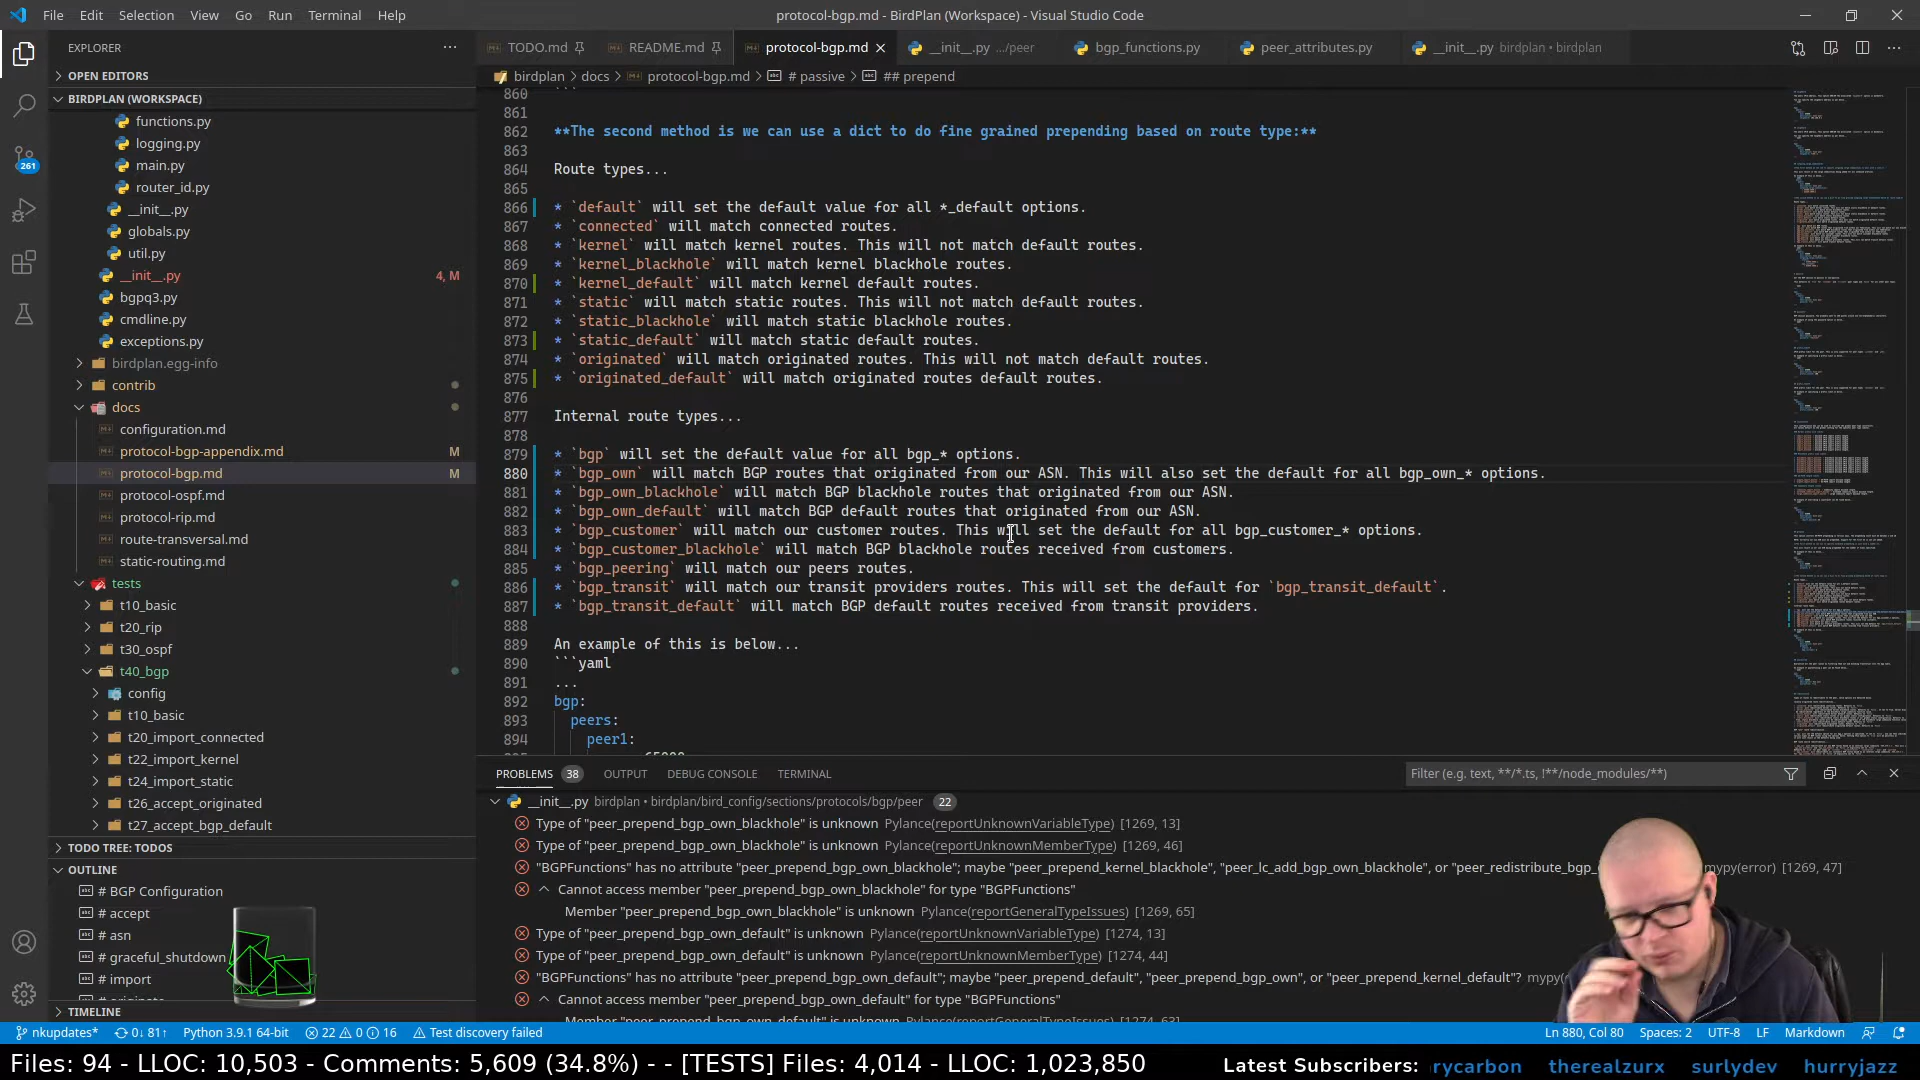 File Edit Selection View Go Run Terminal Help
protocol-bgp.md - BirdPlan (Workspace) - Visual Studio Code
EXPLORER
TODO.md README.md protocol-bgp.md __init__.py .../peer bgp_functions.py peer_attributes.py __init__.py birdplan • birdplan
birdplan > docs > protocol-bgp.md > # passive > ## prepend
OPEN EDITORS
BIRDPLAN (WORKSPACE)
functions.py
logging.py
main.py
router_id.py
__init__.py
globals.py
util.py
__init__.py 4, M
bgpq3.py
cmdline.py
exceptions.py
birdplan.egg-info
contrib
docs
configuration.md
protocol-bgp-appendix.md M
protocol-bgp.md M
protocol-ospf.md
protocol-rip.md
route-transversal.md
static-routing.md
tests
t10_basic
t20_rip
t30_ospf
t40_bgp
config
t10_basic
t20_import_connected
t22_import_kernel
t24_import_static
t26_accept_originated
t27_accept_bgp_default
TODO TREE: TODOS
OUTLINE
# BGP Configuration
# accept
# asn
# graceful_shutdown
# import
TIMELINE
261
860 ```
861
862 **The second method is we can use a dict to do fine grained prepending based on route type:**
863
864 Route types...
865
866 * `default` will set the default value for all *_default options.
867 * `connected` will match connected routes.
868 * `kernel` will match kernel routes. This will not match default routes.
869 * `kernel_blackhole` will match kernel blackhole routes.
870 * `kernel_default` will match kernel default routes.
871 * `static` will match static routes. This will not match default routes.
872 * `static_blackhole` will match static blackhole routes.
873 * `static_default` will match static default routes.
874 * `originated` will match originated routes. This will not match default routes.
875 * `originated_default` will match originated routes default routes.
876
877 Internal route types...
878
879 * `bgp` will set the default value for all bgp_* options.
880 * `bgp_own` will match BGP routes that originated from our ASN. This will also set the default for all bgp_own_* options.
881 * `bgp_own_blackhole` will match BGP blackhole routes that originated from our ASN.
882 * `bgp_own_default` will match BGP default routes that originated from our ASN.
883 * `bgp_customer` will match our customer routes. This will set the default for all bgp_customer_* options.
884 * `bgp_customer_blackhole` will match BGP blackhole routes received from customers.
885 * `bgp_peering` will match our peers routes.
886 * `bgp_transit` will match our transit providers routes. This will set the default for `bgp_transit_default`.
887 * `bgp_transit_default` will match BGP default routes received from transit providers.
888
889 An example of this is below...
890 ```yaml
891 ...
892 bgp:
893 peers:
894 peer1:
PROBLEMS 38 OUTPUT DEBUG CONSOLE TERMINAL Filter (e.g. text, **/*.ts, !**/node_modules/**)
__init__.py birdplan • birdplan/bird_config/sections/protocols/bgp/peer 22
Type of "peer_prepend_bgp_own_blackhole" is unknown Pylance(reportUnknownVariableType) [1269, 13]
Type of "peer_prepend_bgp_own_blackhole" is unknown Pylance(reportUnknownMemberType) [1269, 46]
"BGPFunctions" has no attribute "peer_prepend_bgp_own_blackhole"; maybe "peer_prepend_kernel_blackhole", "peer_lc_add_bgp_own_blackhole", or "peer_redistribute_bgp_ mypy(error) [1269, 47]
Cannot access member "peer_prepend_bgp_own_blackhole" for type "BGPFunctions"
Member "peer_prepend_bgp_own_blackhole" is unknown Pylance(reportGeneralTypeIssues) [1269, 65]
Type of "peer_prepend_bgp_own_default" is unknown Pylance(reportUnknownVariableType) [1274, 13]
Type of "peer_prepend_bgp_own_default" is unknown Pylance(reportUnknownMemberType) [1274, 44]
"BGPFunctions" has no attribute "peer_prepend_bgp_own_default"; maybe "peer_prepend_default", "peer_prepend_bgp_own", or "peer_prepend_kernel_default"? mypy(
Cannot access member "peer_prepend_bgp_own_default" for type "BGPFunctions"
nkupdates* 0↓ 81↑ Python 3.9.1 64-bit 22 0 16 Test discovery failed Ln 880, Col 80 Spaces: 2 UTF-8 LF Markdown
Files: 94 - LLOC: 10,503 - Comments: 5,609 (34.8%) - - [TESTS] Files: 4,014 - LLOC: 1,023,850 Latest Subscribers: rycarbon therealzurx surlydev hurryjazz